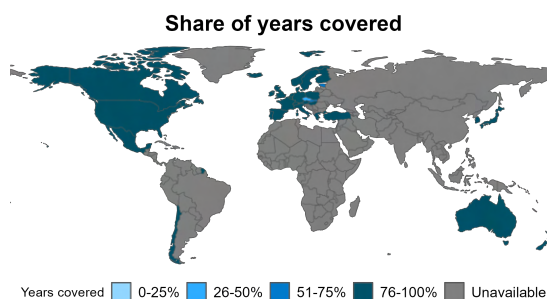 Share of years covered
Years covered 0-25% 26-50% 51-75% 76-100% Unavailable